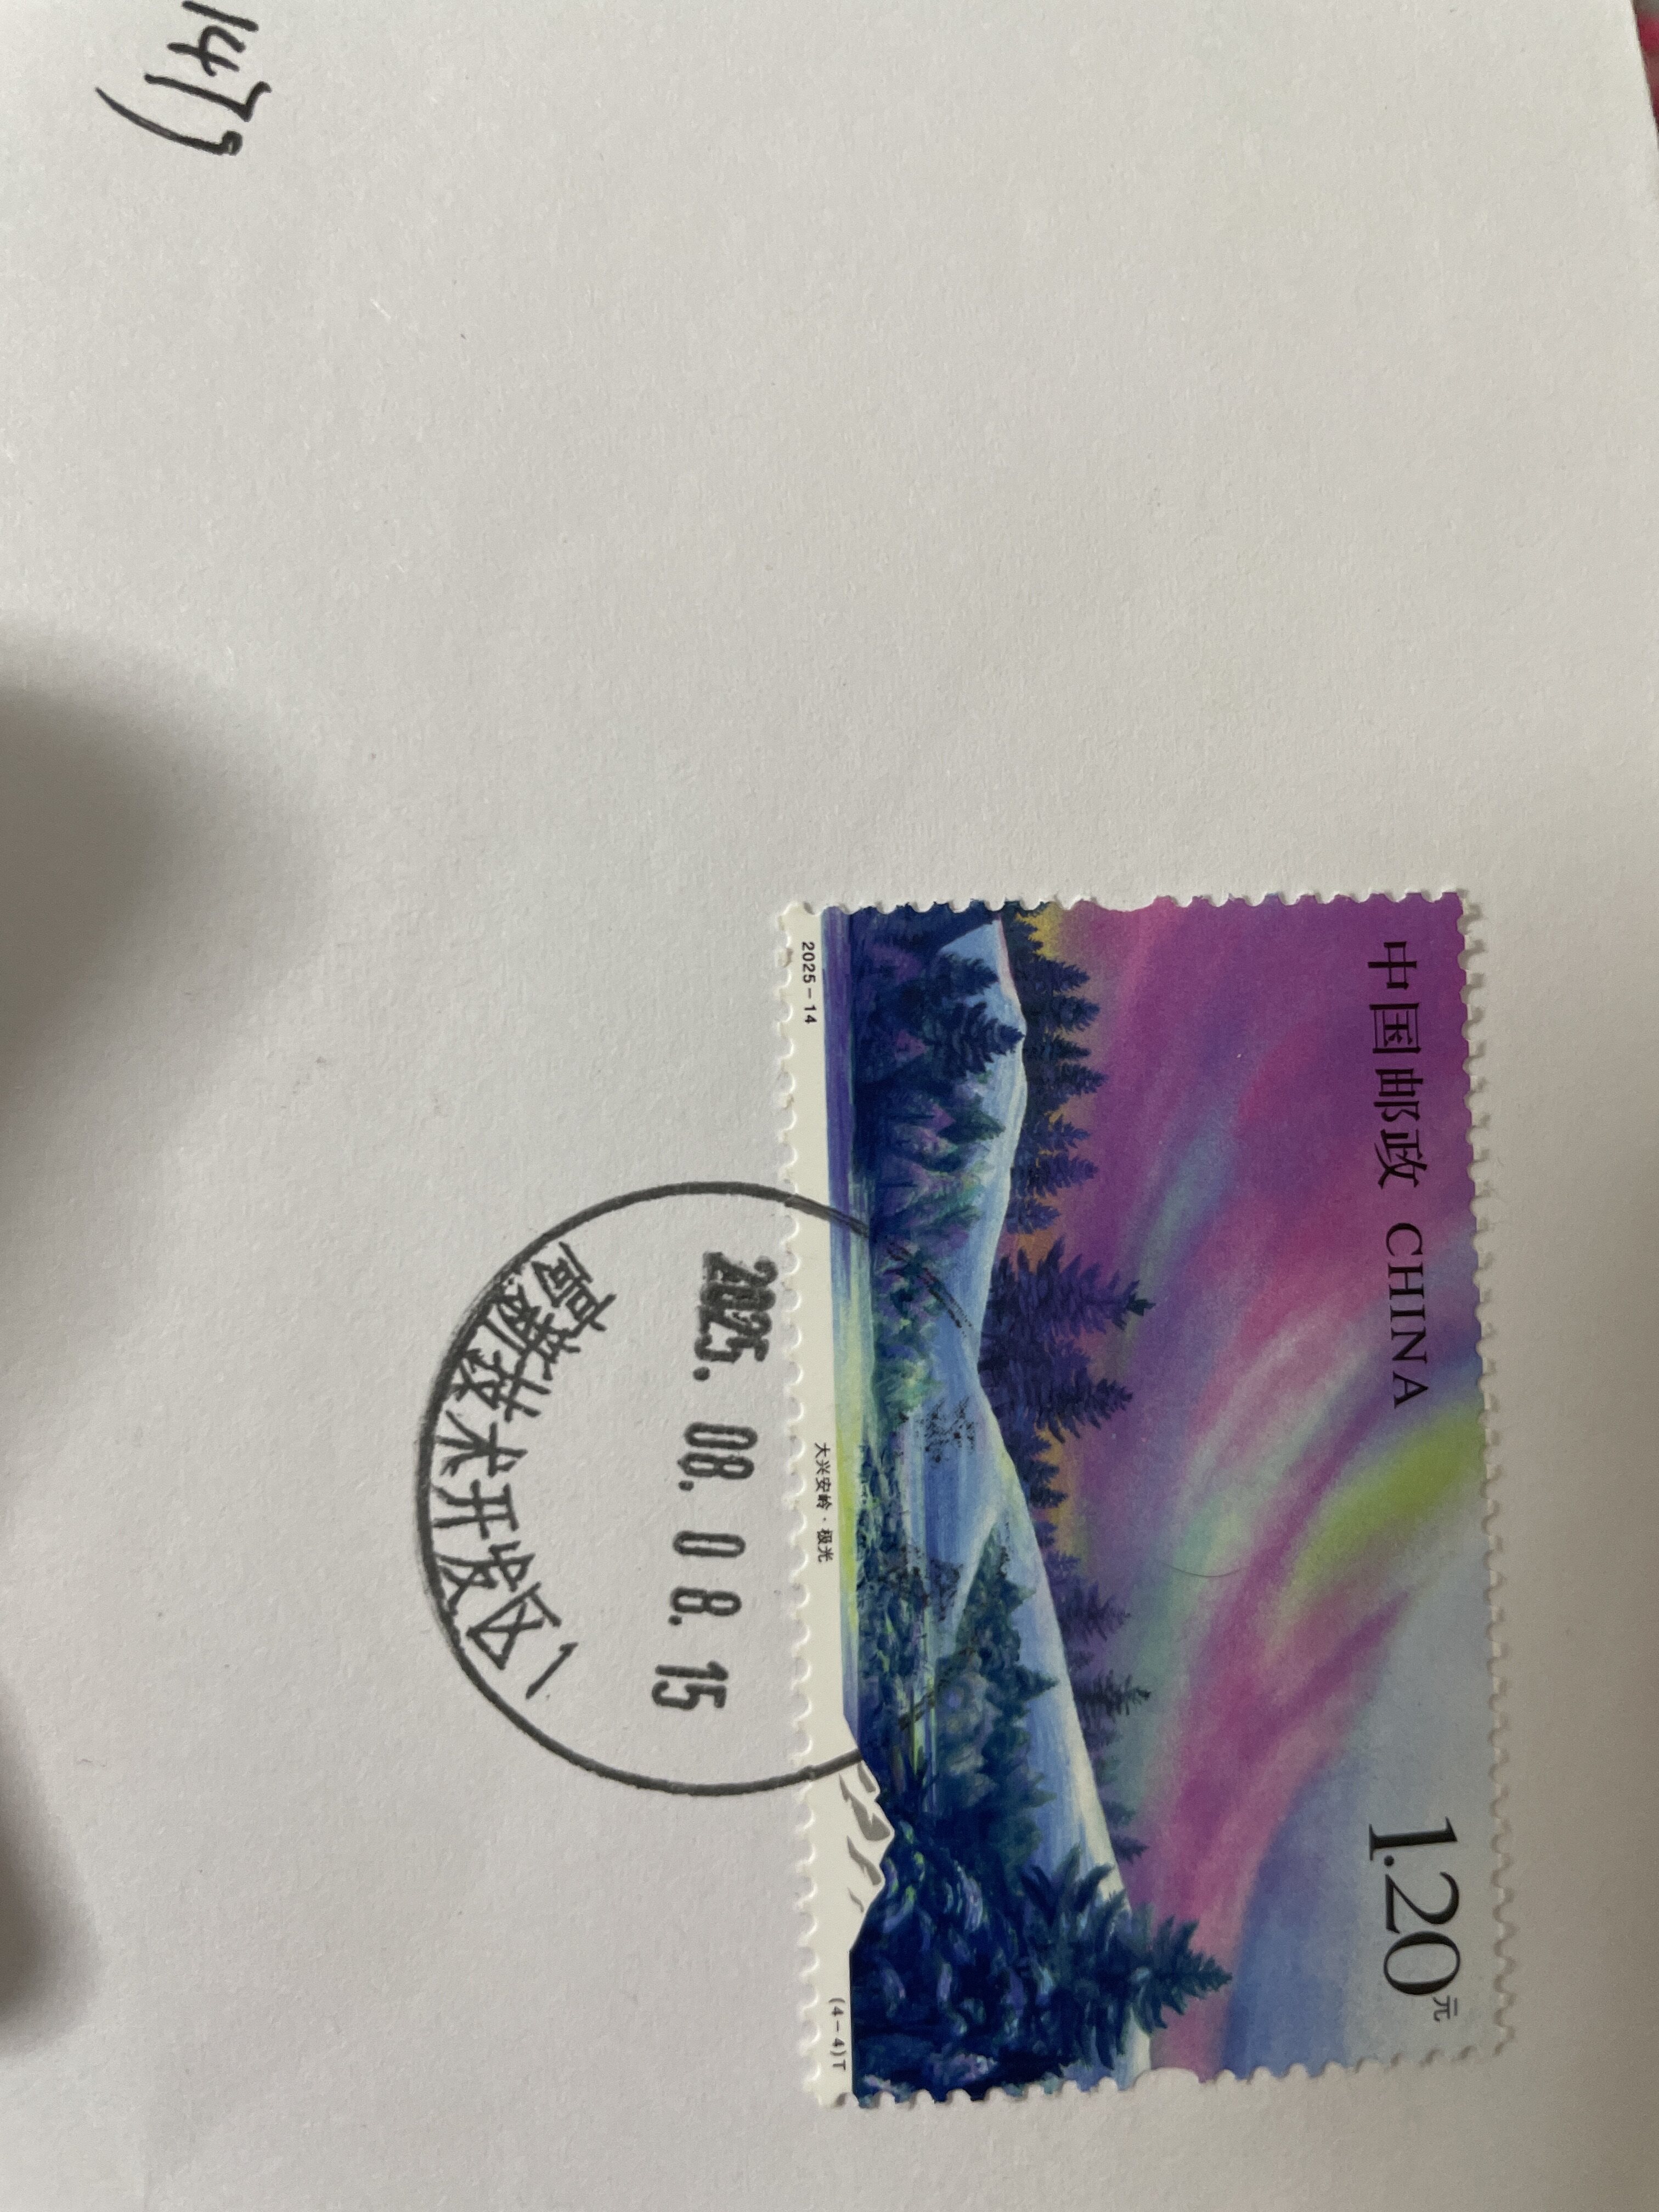 1479
中国邮政 CHINA
1.20元
2025-14
大兴安岭·极光
(4-4)T
2025.08.08.15
高新技术开发区1